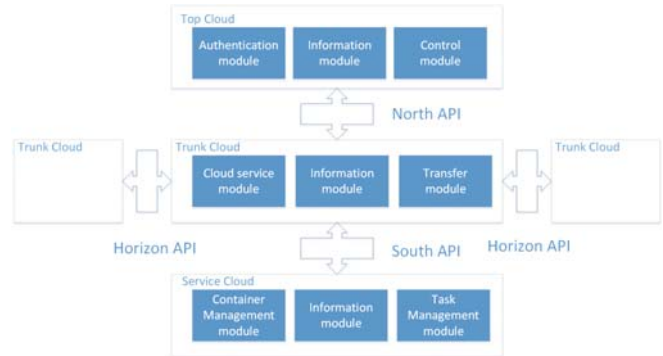 Top Cloud
Authentication module
Information module
Control module
North API
Trunk Cloud
Trunk Cloud
Cloud service module
Information module
Transfer module
Trunk Cloud
Horizon API
South API
Horizon API
Service Cloud
Container Management module
Information module
Task Management module